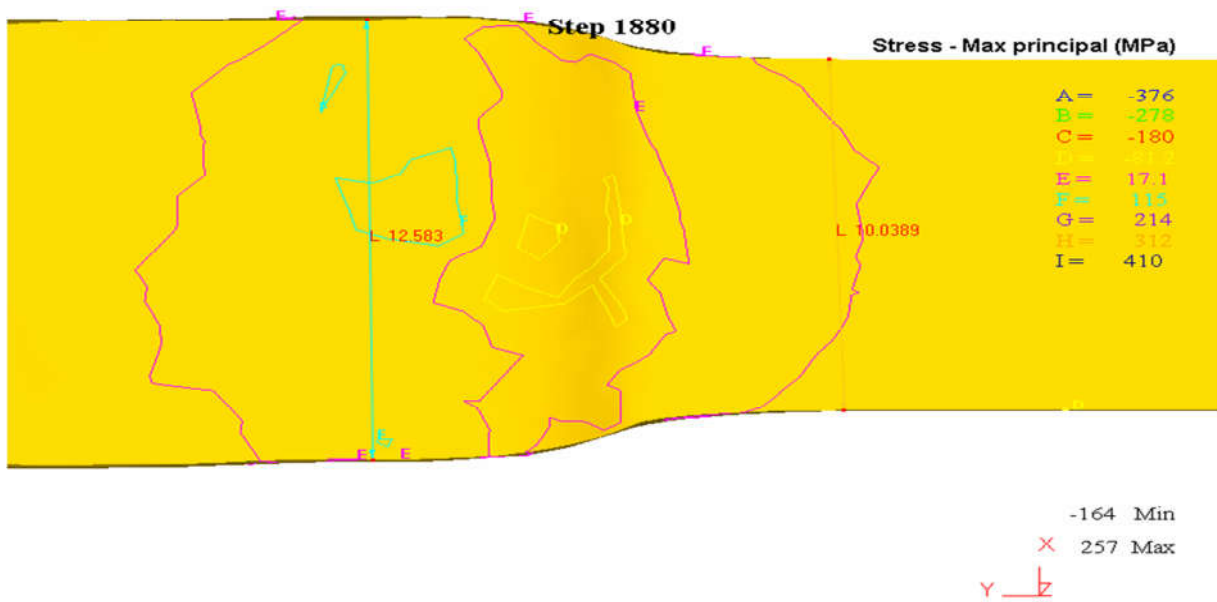 E
E
Step 1880
F
Stress - Max principal (MPa)
E
A = -376
B = -278
C = -180
D = -81.2
E = 17.1
F = 115
G = 214
H = 312
I = 410
F
D
D
L 12.583
L 10.0389
D
F
E
E
-164 Min
X 257 Max
Y
Z